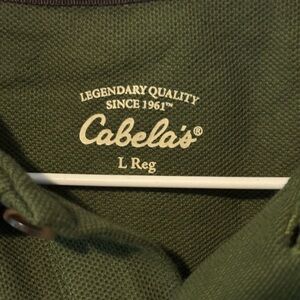 LEGENDARY QUALITY
SINCE 1961™
Cabela's®
L Reg